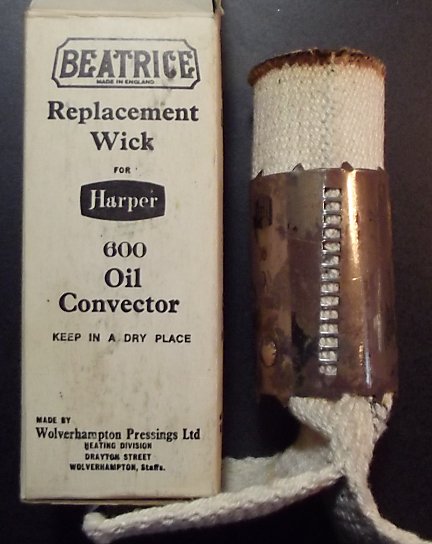 BEATRICE
MADE IN ENGLAND
Replacement
Wick
FOR
Harper
600
Oil
Convector
KEEP IN A DRY PLACE
MADE BY
Wolverhampton Pressings Ltd
HEATING DIVISION
DRAYTON STREET
WOLVERHAMPTON, Staffs.